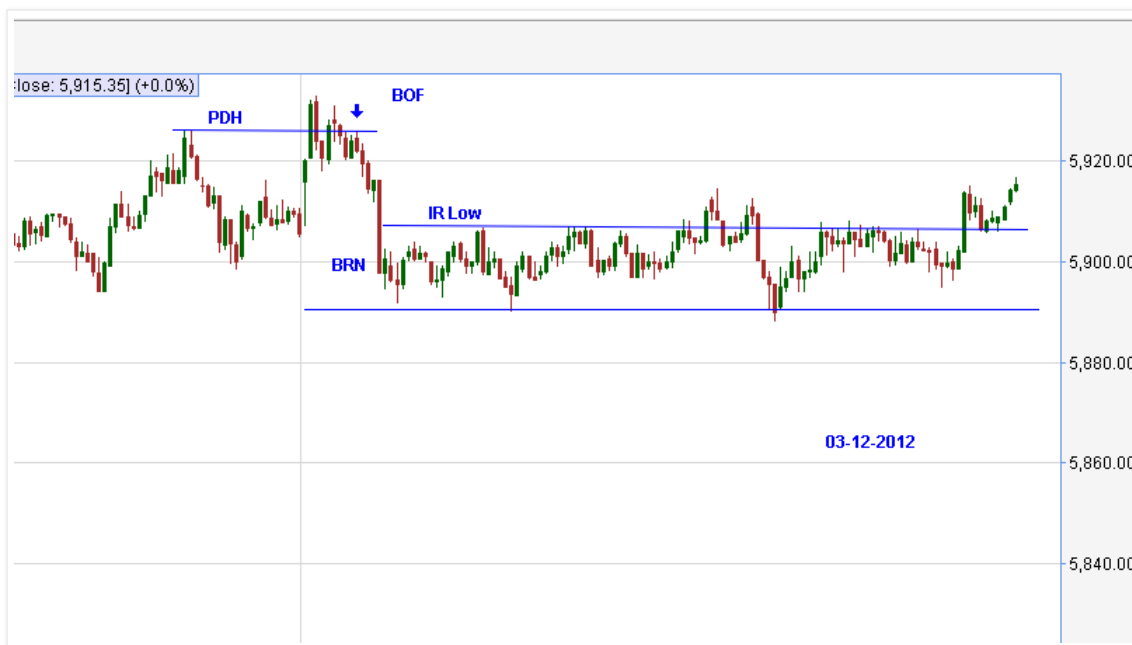 Close: 5,915.35] (+0.0%)
BOF
PDH
5,920.00
IR Low
BRN
5,900.00
5,880.00
03-12-2012
5,860.00
5,840.00